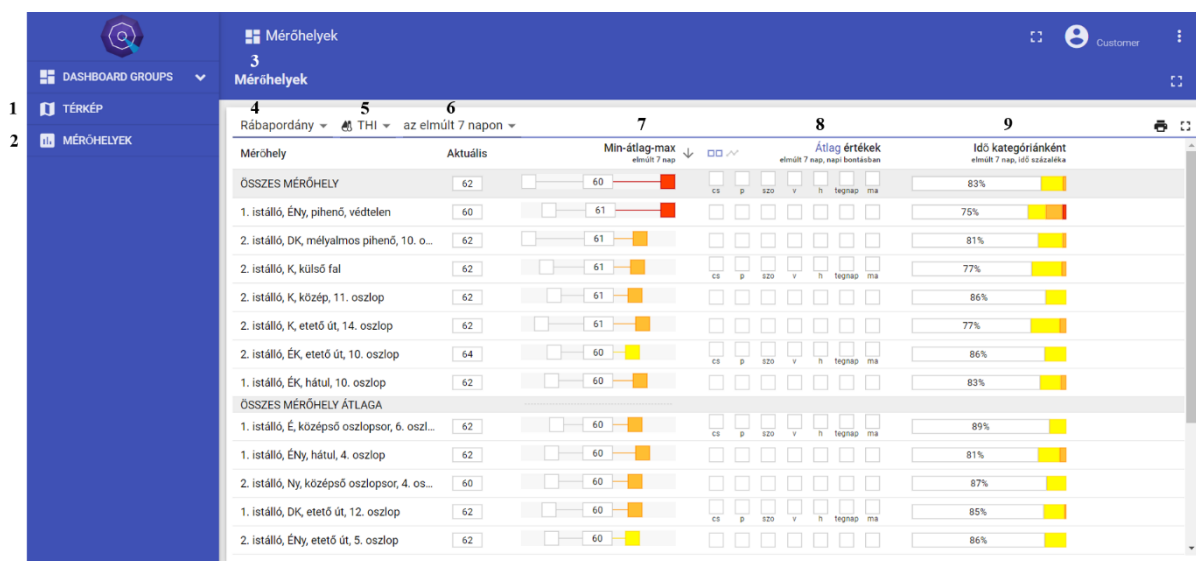 Mérőhelyek
Customer
3
DASHBOARD GROUPS
Mérőhelyek
1 TÉRKÉP
4 5 6
Rábapordány THI az elmúlt 7 napon 7 8 9
2 MÉRŐHELYEK
Mérőhely Aktuális Min-átlag-max Átlag értékek Idő kategóriánként
elmúlt 7 nap elmúlt 7 nap, napi bontásban elmúlt 7 nap, idő százaléka
ÖSSZES MÉRŐHELY 62 60 83%
cs p szo v h tegnap ma
1. istálló, ÉNy, pihenő, védtelen 60 61 75%
2. istálló, DK, mélyalmos pihenő, 10. o... 62 61 81%
2. istálló, K, külső fal 62 61 77%
cs p szo v h tegnap ma
2. istálló, K, közép, 11. oszlop 62 61 86%
2. istálló, K, etető út, 14. oszlop 62 61 77%
2. istálló, ÉK, etető út, 10. oszlop 64 60 86%
cs p szo v h tegnap ma
1. istálló, ÉK, hátul, 10. oszlop 62 60 83%
ÖSSZES MÉRŐHELY ÁTLAGA
1. istálló, É, középső oszlopsor, 6. oszl... 62 60 89%
cs p szo v h tegnap ma
1. istálló, ÉNy, hátul, 4. oszlop 62 60 81%
2. istálló, Ny, középső oszlopsor, 4. os... 60 60 87%
1. istálló, DK, etető út, 12. oszlop 62 60 85%
cs p szo v h tegnap ma
2. istálló, ÉNy, etető út, 5. oszlop 62 60 86%